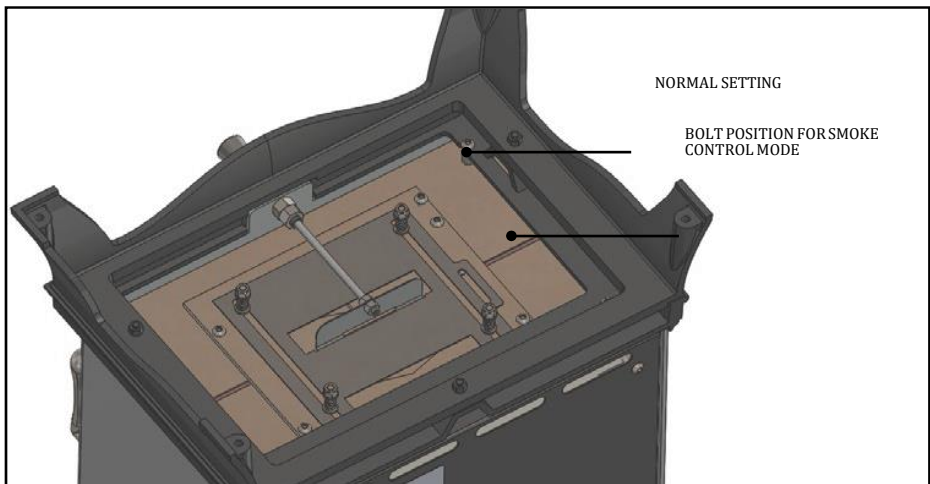 NORMAL SETTING
BOLT POSITION FOR SMOKE
CONTROL MODE